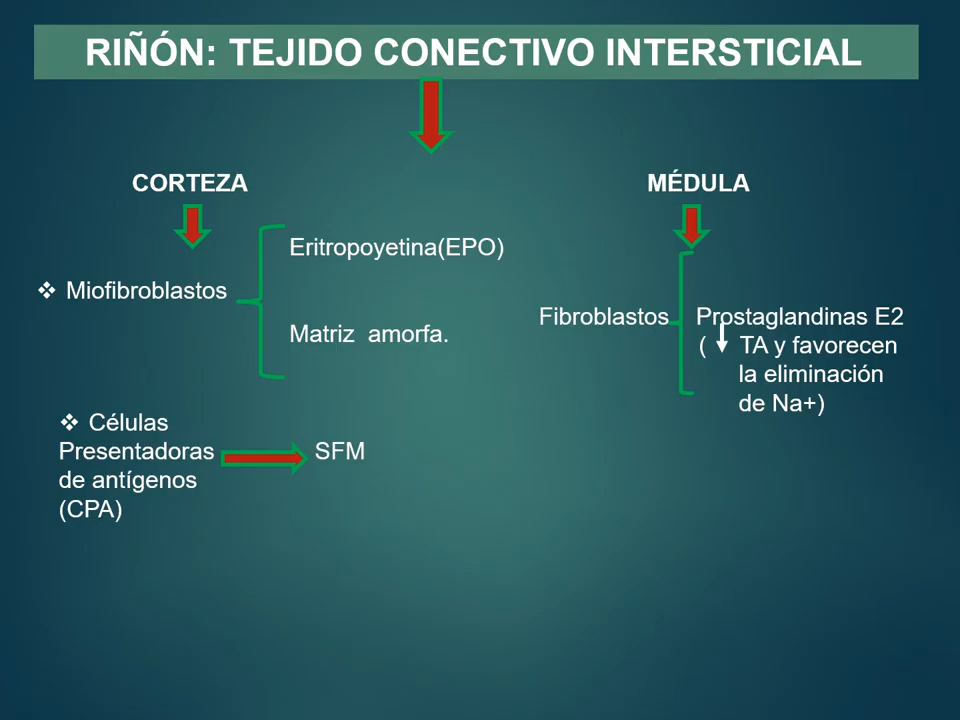 RIÑÓN: TEJIDO CONECTIVO INTERSTICIAL
CORTEZA
❖ Miofibroblastos
Eritropoyetina(EPO)
Matriz amorfa.
❖ Células
Presentadoras
de antígenos
(CPA)
SFM
MÉDULA
Fibroblastos
Prostaglandinas E2
( TA y favorecen
la eliminación
de Na+)